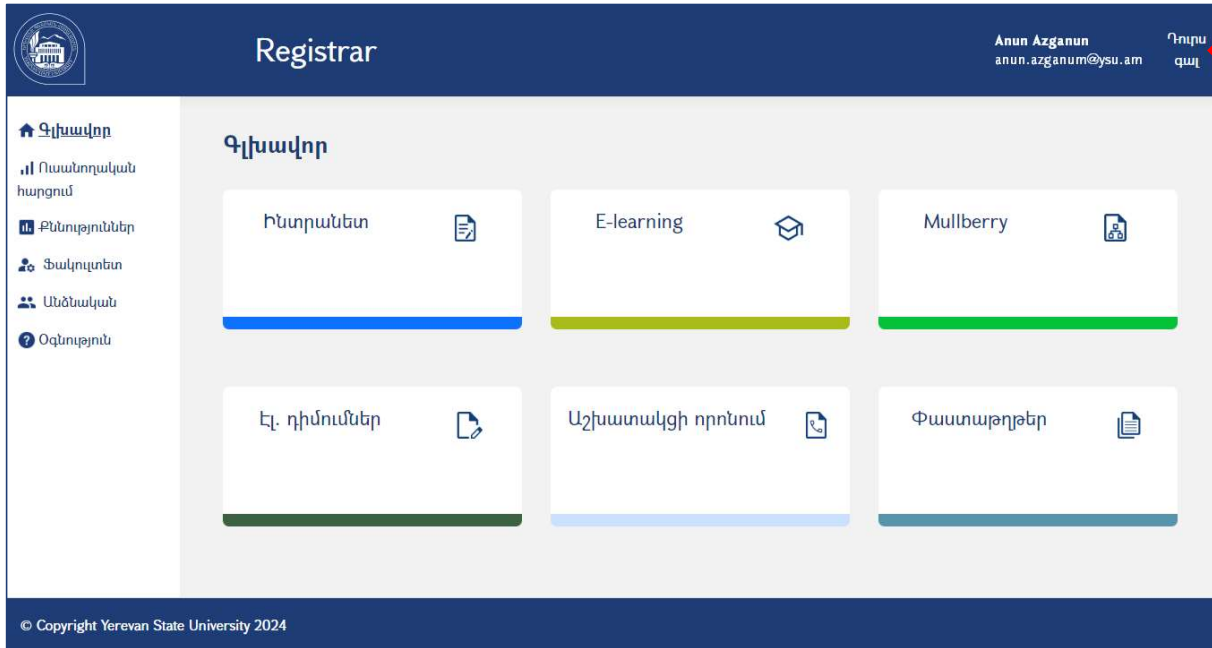 Registrar
Anun Azganun
anun.azganum@ysu.am
Դուրս
գալ
Գլխավոր
Ուսանողական
հարցում
Քննություններ
Ֆակուլտետ
Անձնական
Օգնություն
Գլխավոր
Ինտրանետ
E-learning
Mullberry
Էլ. դիմումներ
Աշխատակցի որոնում
Փաստաթղթեր
© Copyright Yerevan State University 2024